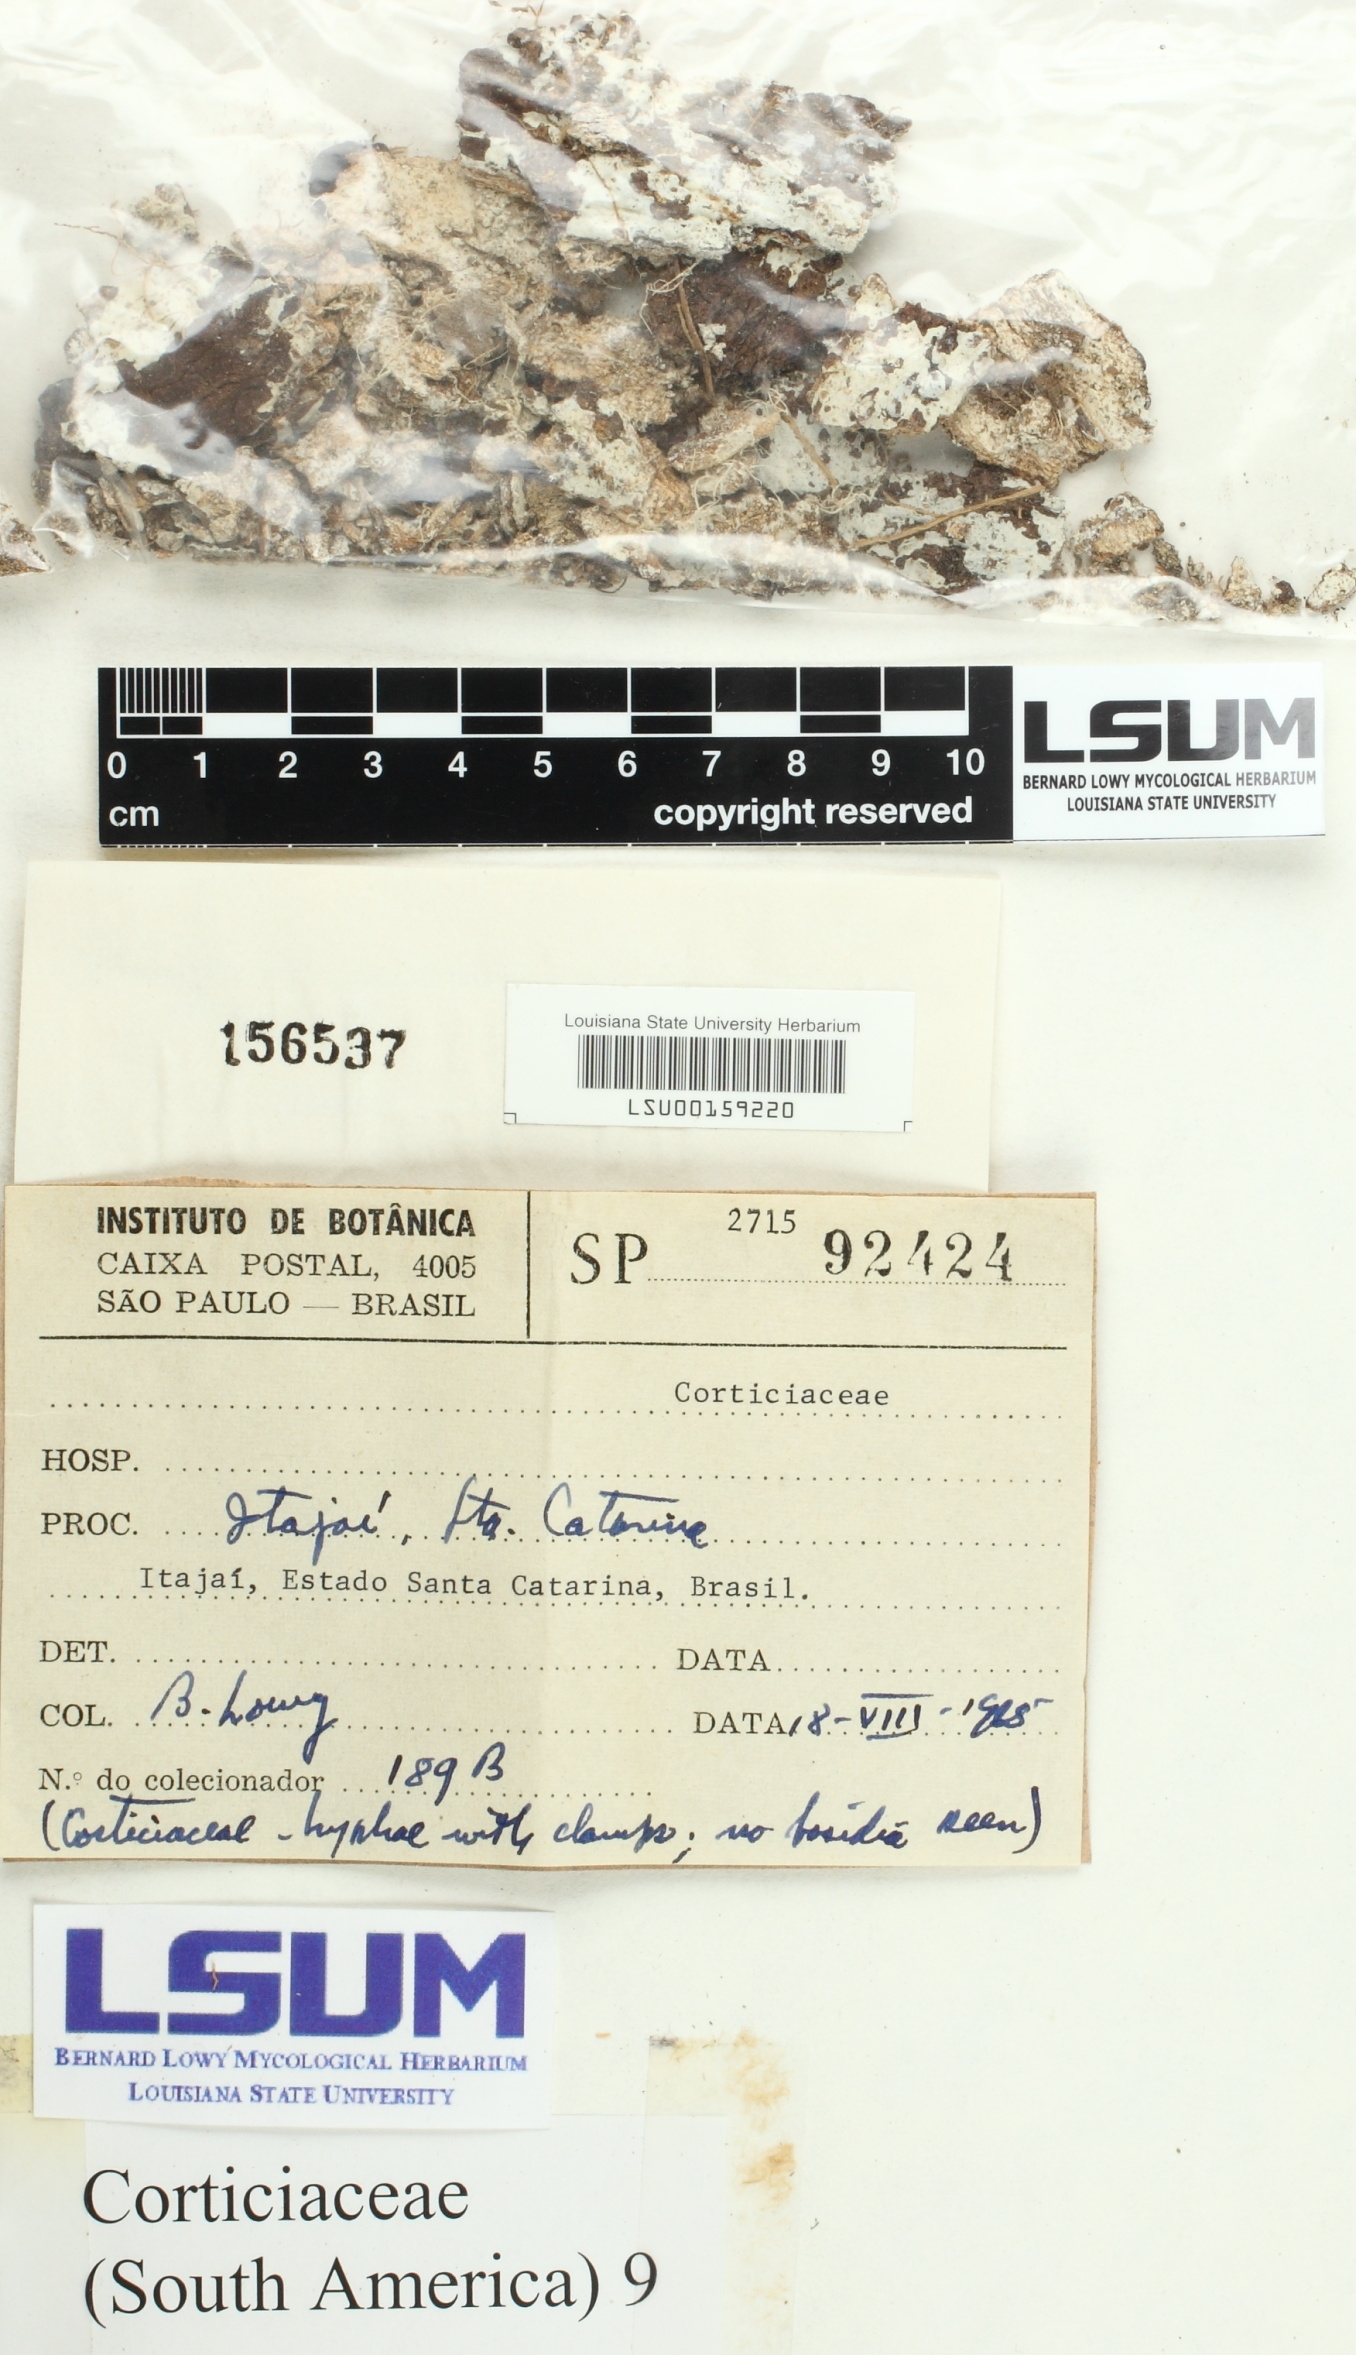 0 1 2 3 4 5 6 7 8 9 10
cm copyright reserved
LSUM
BERNARD LOWY MYCOLOGICAL HERBARIUM
LOUISIANA STATE UNIVERSITY
156537
Louisiana State University Herbarium
LSU00159220
INSTITUTO DE BOTÂNICA
CAIXA POSTAL, 4005
SÃO PAULO — BRASIL
2715
SP 92424
Corticiaceae
HOSP.
PROC. Itajaí, Sta. Catarina
Itajaí, Estado Santa Catarina, Brasil.
DET. DATA
COL. B. Lowy DATA 18-VIII-1965
N.º do colecionador 189 B
(Corticiaceae - hyphae with clamps; no basidia seen)
LSUM
BERNARD LOWY MYCOLOGICAL HERBARIUM
LOUISIANA STATE UNIVERSITY
Corticiaceae
(South America) 9